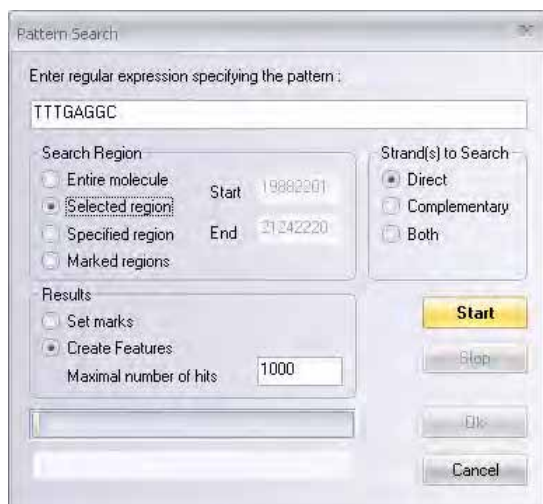 Pattern Search
Enter regular expression specifying the pattern :
TTTGAGGC
Search Region
Entire molecule
Selected region
Specified region
Marked regions
Start 19882201
End 21242220
Strand(s) to Search
Direct
Complementary
Both
Results
Set marks
Create Features
Maximal number of hits 1000
Start
Stop
Ok
Cancel